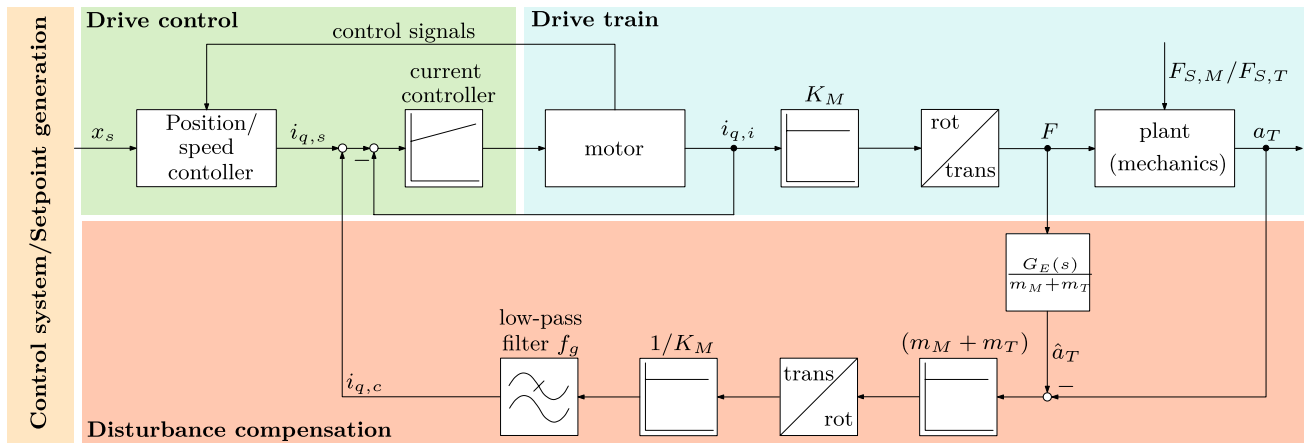 Control system/Setpoint generation
Drive control
Drive train
control signals
current
controller
F_{S,M}/F_{S,T}
K_M
x_s
Position/
speed
contoller
i_{q,s}
−
motor
i_{q,i}
rot
trans
F
plant
(mechanics)
a_T
G_E(s)
m_M+m_T
low-pass
filter f_g
1/K_M
(m_M + m_T)
â_T
−
i_{q,c}
trans
rot
Disturbance compensation